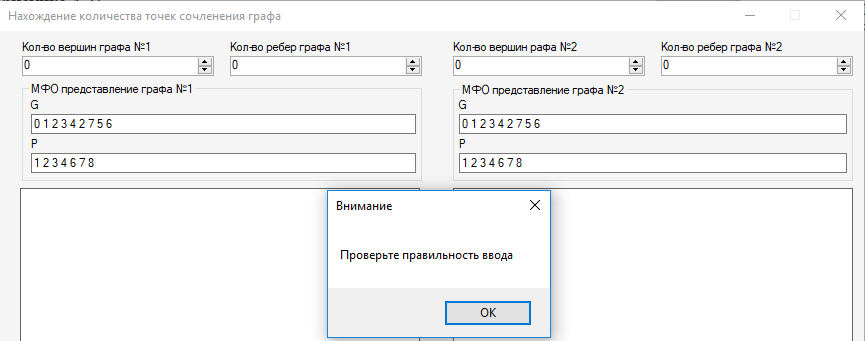 Нахождение количества точек сочленения графа
Кол-во вершин графа №1
Кол-во ребер графа №1
Кол-во вершин рафа №2
Кол-во ребер графа №2
0
0
0
0
МФО представление графа №1
МФО представление графа №2
G
G
0 1 2 3 4 2 7 5 6
0 1 2 3 4 2 7 5 6
P
P
1 2 3 4 6 7 8
1 2 3 4 6 7 8
Внимание
Проверьте правильность ввода
OK